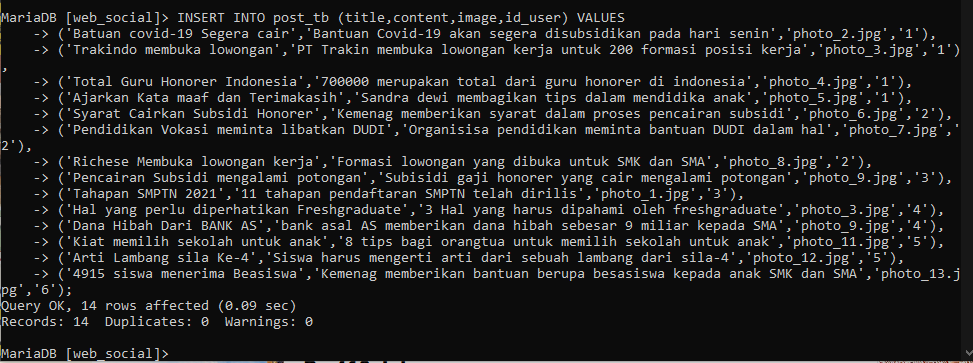 MariaDB [web_social]> INSERT INTO post_tb (title,content,image,id_user) VALUES
    -> ('Batuan covid-19 Segera cair','Bantuan Covid-19 akan segera disubsidikan pada hari senin','photo_2.jpg','1'),
    -> ('Trakindo membuka lowongan','PT Trakin membuka lowongan kerja untuk 200 formasi posisi kerja','photo_3.jpg','1')
,
    -> ('Total Guru Honorer Indonesia','700000 merupakan total dari guru honorer di indonesia','photo_4.jpg','1'),
    -> ('Ajarkan Kata maaf dan Terimakasih','Sandra dewi membagikan tips dalam mendidika anak','photo_5.jpg','1'),
    -> ('Syarat Cairkan Subsidi Honorer','Kemenag memberikan syarat dalam proses pencairan subsidi','photo_6.jpg','2'),
    -> ('Pendidikan Vokasi meminta libatkan DUDI','Organisisa pendidikan meminta bantuan DUDI dalam hal','photo_7.jpg','
2'),
    -> ('Richese Membuka lowongan kerja','Formasi lowongan yang dibuka untuk SMK dan SMA','photo_8.jpg','2'),
    -> ('Pencairan Subsidi mengalami potongan','Subisidi gaji honorer yang cair mengalami potongan','photo_9.jpg','3'),
    -> ('Tahapan SMPTN 2021','11 tahapan pendaftaran SMPTN telah dirilis','photo_1.jpg','3'),
    -> ('Hal yang perlu diperhatikan Freshgraduate','3 Hal yang harus dipahami oleh freshgraduate','photo_3.jpg','4'),
    -> ('Dana Hibah Dari BANK AS','bank asal AS memberikan dana hibah sebesar 9 miliar kepada SMA','photo_9.jpg','4'),
    -> ('Kiat memilih sekolah untuk anak','8 tips bagi orangtua untuk memilih sekolah untuk anak','photo_11.jpg','5'),
    -> ('Arti Lambang sila Ke-4','Siswa harus mengerti arti dari sebuah lambang dari sila-4','photo_12.jpg','5'),
    -> ('4915 siswa menerima Beasiswa','Kemenag memberikan bantuan berupa besasiswa kepada anak SMK dan SMA','photo_13.j
pg','6');
Query OK, 14 rows affected (0.09 sec)
Records: 14  Duplicates: 0  Warnings: 0
MariaDB [web_social]>